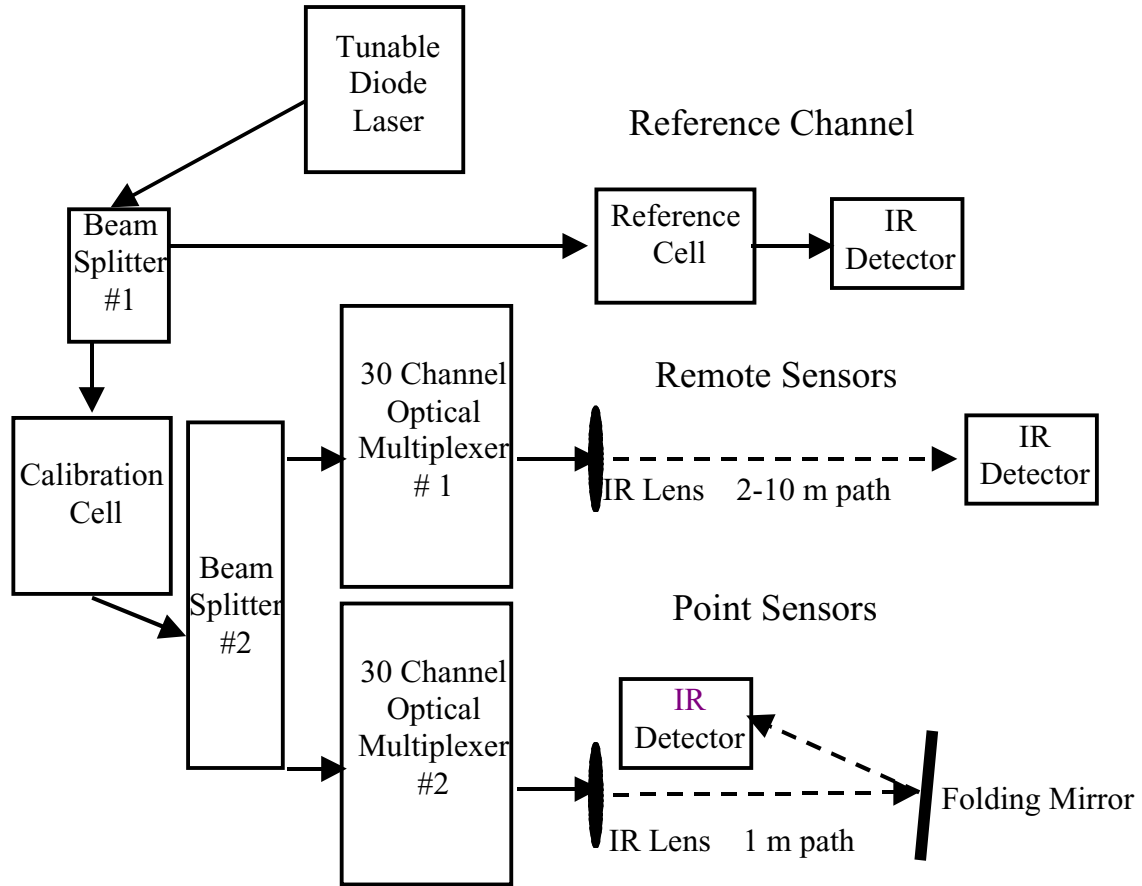 Tunable
Diode
Laser
Reference Channel
Beam
Splitter
#1
Reference
Cell
IR
Detector
30 Channel
Optical
Multiplexer
# 1
Remote Sensors
IR
Detector
IR Lens 2-10 m path
Calibration
Cell
Beam
Splitter
#2
Point Sensors
30 Channel
Optical
Multiplexer
#2
IR
Detector
Folding Mirror
IR Lens 1 m path